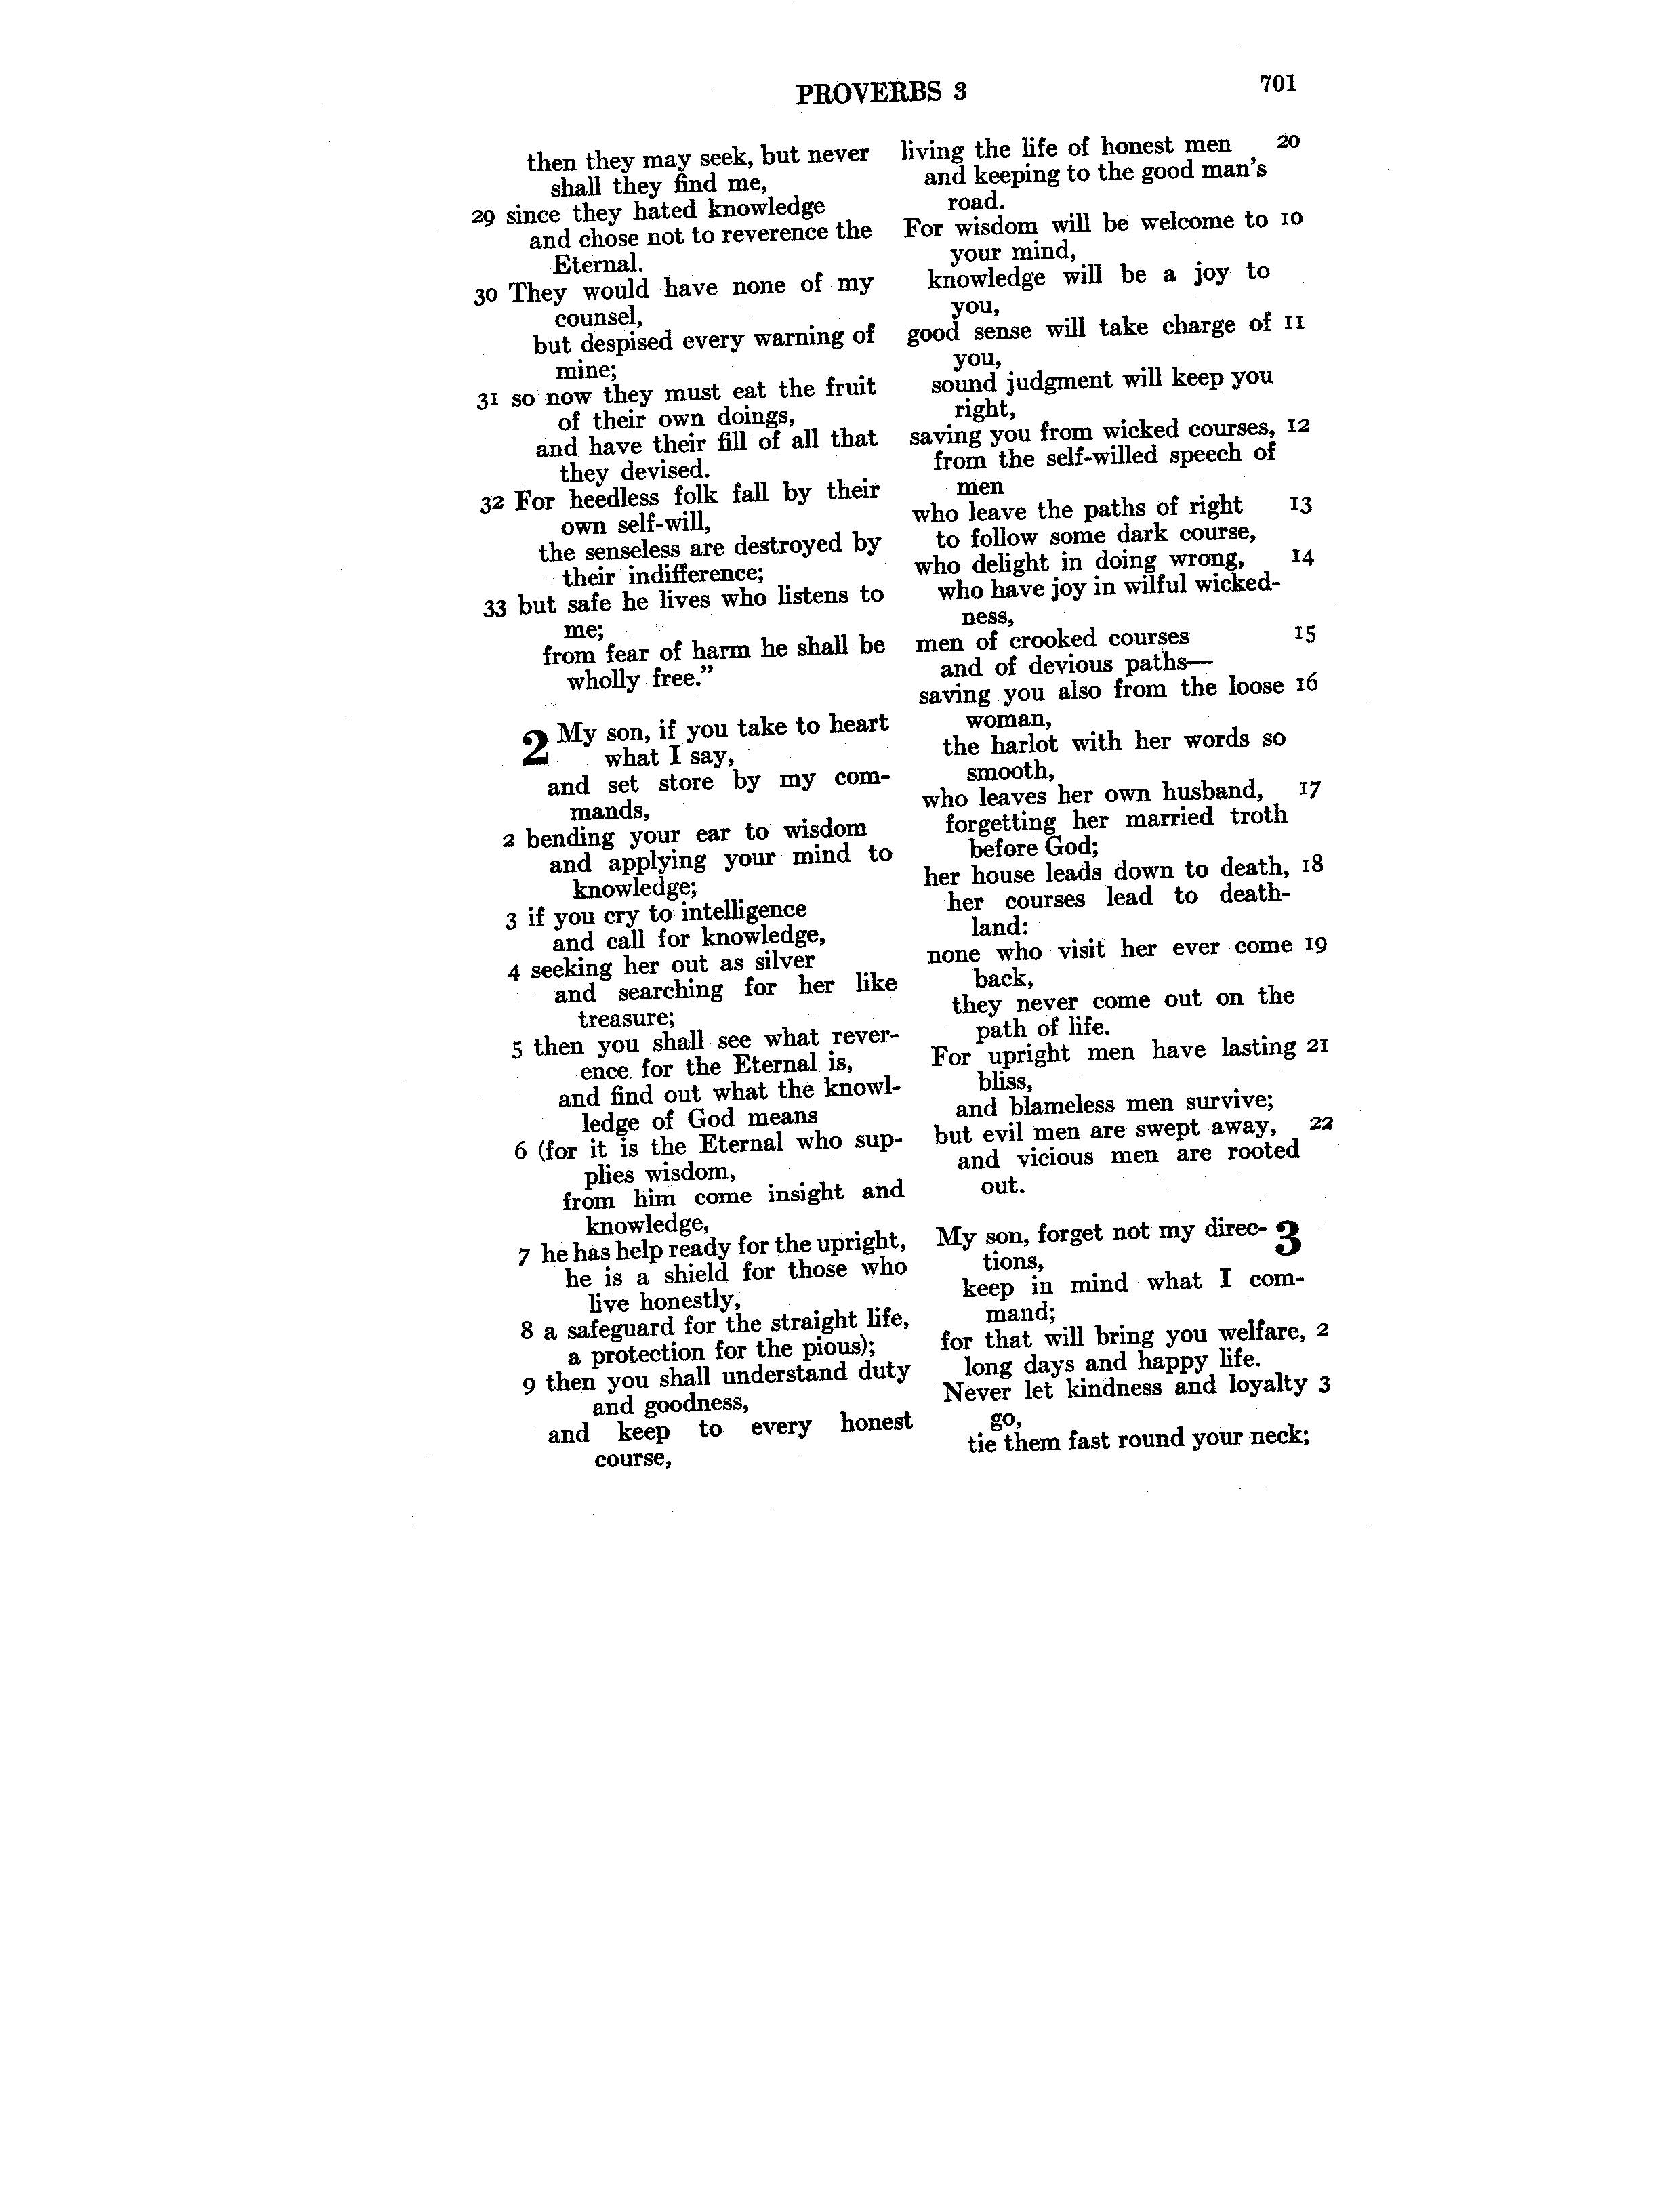 PROVERBS 3 701
then they may seek, but never
shall they find me,
29 since they hated knowledge
and chose not to reverence the
Eternal.
30 They would have none of my
counsel,
but despised every warning of
mine;
31 so now they must eat the fruit
of their own doings,
and have their fill of all that
they devised.
32 For heedless folk fall by their
own self-will,
the senseless are destroyed by
their indifference;
33 but safe he lives who listens to
me;
from fear of harm he shall be
wholly free.”
2 My son, if you take to heart
what I say,
and set store by my com-
mands,
2 bending your ear to wisdom
and applying your mind to
knowledge;
3 if you cry to intelligence
and call for knowledge,
4 seeking her out as silver
and searching for her like
treasure;
5 then you shall see what rever-
ence for the Eternal is,
and find out what the knowl-
ledge of God means
6 (for it is the Eternal who sup-
plies wisdom,
from him come insight and
knowledge,
7 he has help ready for the upright,
he is a shield for those who
live honestly,
8 a safeguard for the straight life,
a protection for the pious);
9 then you shall understand duty
and goodness,
and keep to every honest
course,
living the life of honest men , 20
and keeping to the good man’s
road.
For wisdom will be welcome to 10
your mind,
knowledge will be a joy to
you,
good sense will take charge of 11
you,
sound judgment will keep you
right,
saving you from wicked courses, 12
from the self-willed speech of
men
who leave the paths of right 13
to follow some dark course,
who delight in doing wrong, 14
who have joy in wilful wicked-
ness,
men of crooked courses 15
and of devious paths—
saving you also from the loose 16
woman,
the harlot with her words so
smooth,
who leaves her own husband, 17
forgetting her married troth
before God;
her house leads down to death, 18
her courses lead to death-
land:
none who visit her ever come 19
back,
they never come out on the
path of life.
For upright men have lasting 21
bliss,
and blameless men survive;
but evil men are swept away, 22
and vicious men are rooted
out.
My son, forget not my direc- 3
tions,
keep in mind what I com-
mand;
for that will bring you welfare, 2
long days and happy life.
Never let kindness and loyalty 3
go,
tie them fast round your neck;